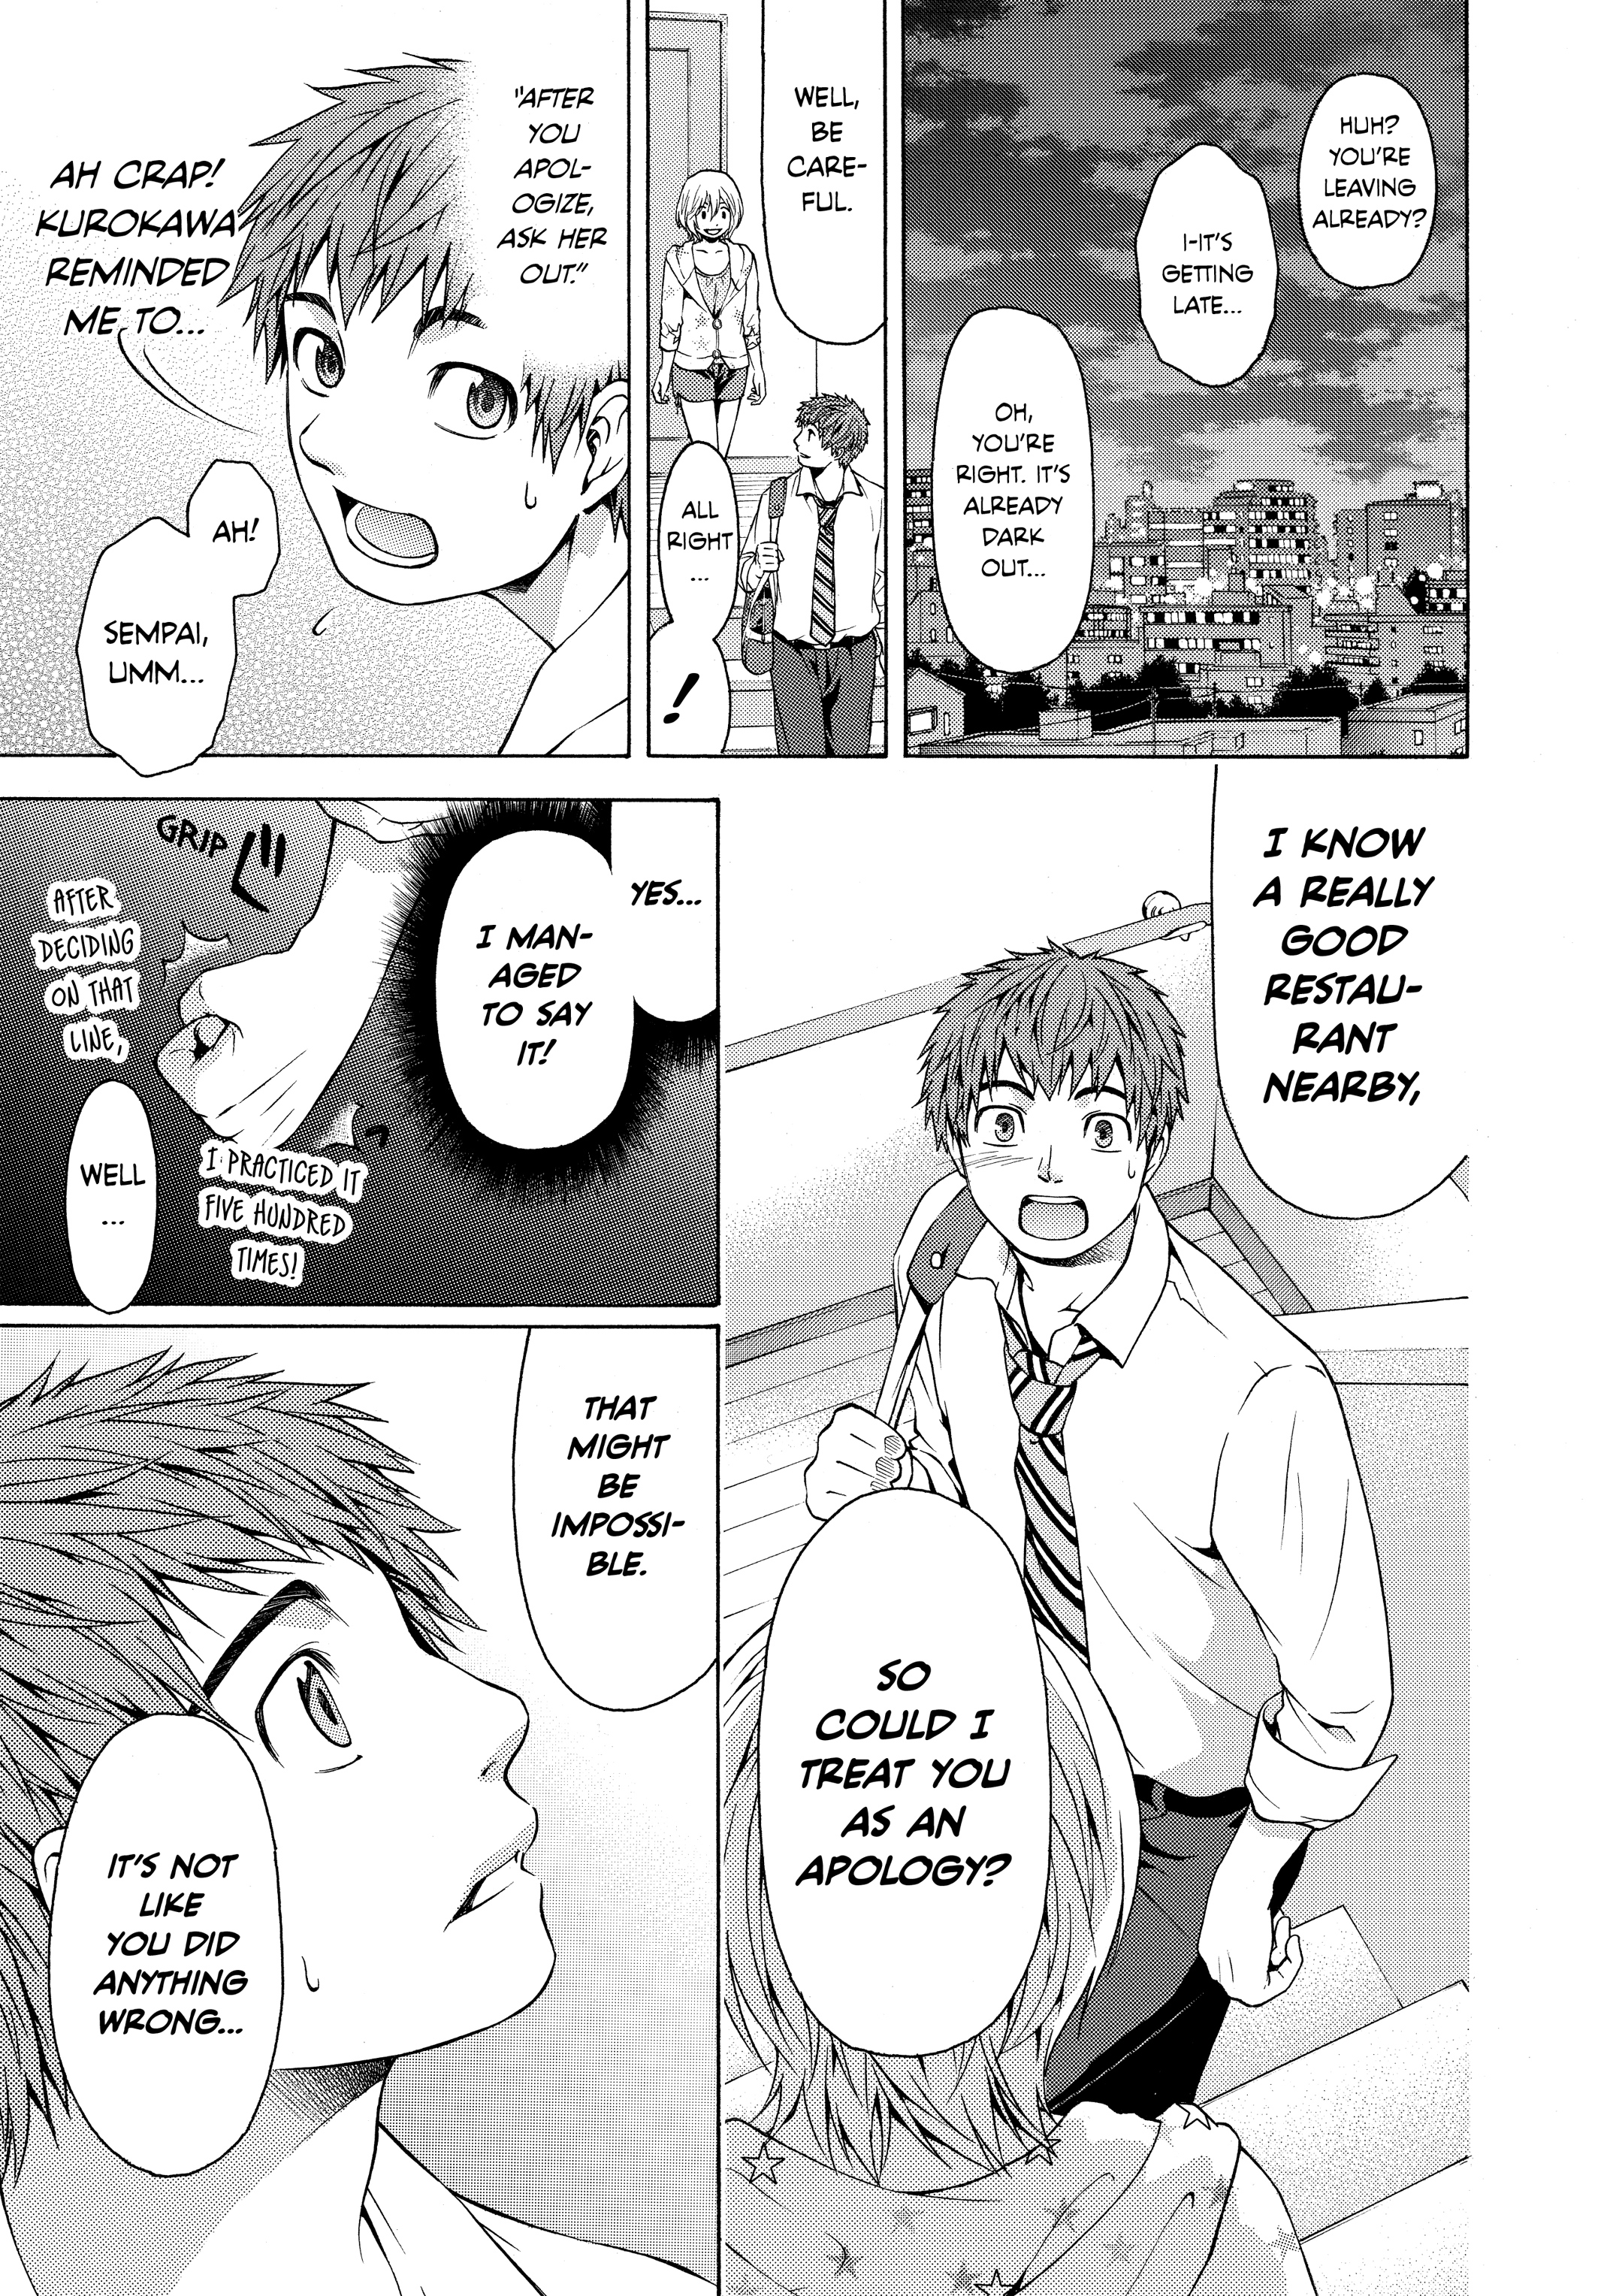 HUH?
YOU'RE
LEAVING
ALREADY?
I-IT'S
GETTING
LATE...
OH,
YOU'RE
RIGHT. IT'S
ALREADY
DARK
OUT...
WELL,
BE
CARE-
FUL.
ALL
RIGHT
...
!
"AFTER
YOU
APOL-
OGIZE,
ASK HER
OUT."
AH CRAP!
KUROKAWA
REMINDED
ME TO...
AH!
SEMPAI,
UMM...
I KNOW
A REALLY
GOOD
RESTAU-
RANT
NEARBY,
SO
COULD I
TREAT YOU
AS AN
APOLOGY?
YES...
I MAN-
AGED
TO SAY
IT!
GRIP
AFTER
DECIDING
ON THAT
LINE,
I PRACTICED IT
FIVE HUNDRED
TIMES!
WELL
...
THAT
MIGHT
BE
IMPOSSI-
BLE.
IT'S NOT
LIKE
YOU DID
ANYTHING
WRONG...